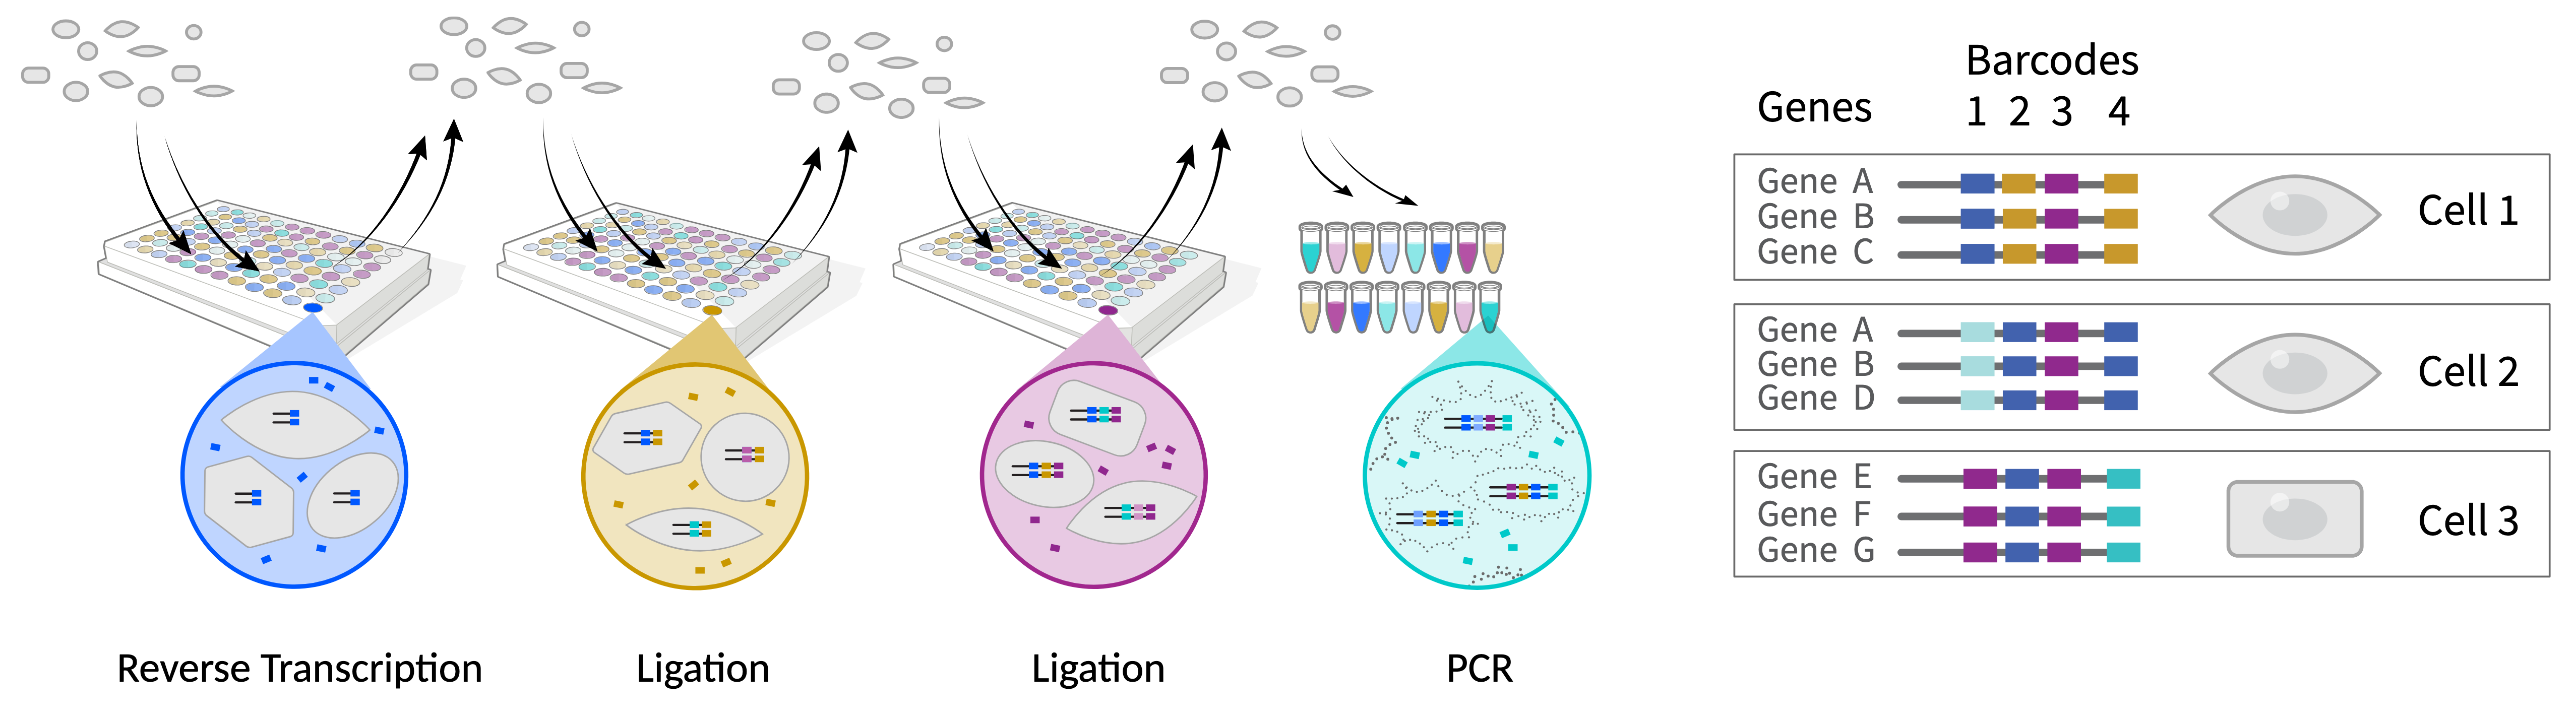 Barcodes
Genes 1 2 3 4
Gene A
Gene B
Gene C
Cell 1
Gene A
Gene B
Gene D
Cell 2
Gene E
Gene F
Gene G
Cell 3
Reverse Transcription
Ligation
Ligation
PCR